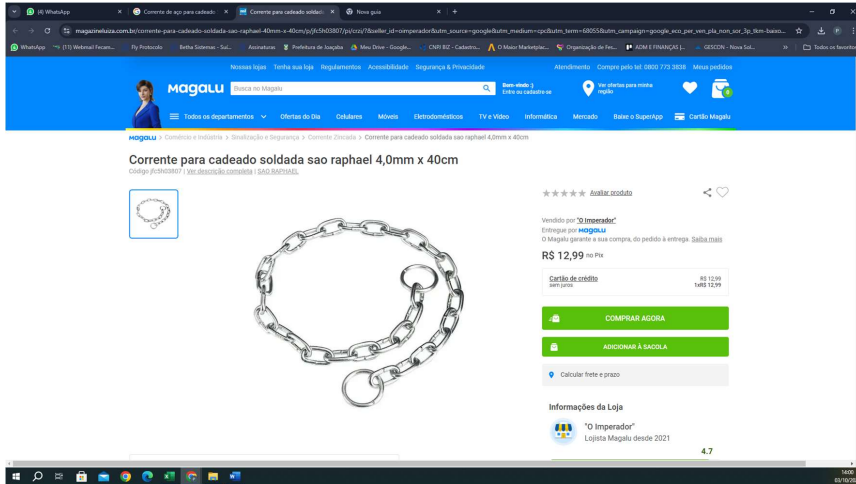 (4) WhatsApp
Corrente de aço para cadeado
Corrente para cadeado soldada
Nova guia
magazineluiza.com.br/corrente-para-cadeado-soldada-sao-raphael-40mm-x-40cm/p/jfc5h03807/pi/crzi/?&seller_id=oimperador&utm_source=google&utm_medium=cpc&utm_term=68055&utm_campaign=google_eco_per_ven_pla_non_sor_3p_tkm-baixo...
WhatsApp
(11) Webmail Fecam...
Fly Protocolo
Betha Sistemas - Sui...
Assinaturas
Prefeitura de Joaçaba
Meu Drive - Google...
CNPJ BIZ - Cadastro...
O Maior Marketplac...
Organização de Fes...
ADM E FINANÇAS |...
GESCON - Nova Sol...
Todos os favoritos
Nossas lojas Tenha sua loja Regulamentos Acessibilidade Segurança & Privacidade
Atendimento Compre pelo tel: 0800 773 3838 Meus pedidos
Magalu
Busca no Magalu
Bem-vindo :)
Entre ou cadastre-se
Ver ofertas para minha
região
0
Todos os departamentos Ofertas do Dia Celulares Móveis Eletrodomésticos TV e Vídeo Informática Mercado Baixe o SuperApp Cartão Magalu
Magalu > Comércio e Indústria > Sinalização e Segurança > Corrente Zincada > Corrente para cadeado soldada sao raphael 4,0mm x 40cm
Corrente para cadeado soldada sao raphael 4,0mm x 40cm
Código jfc5h03807 | Ver descrição completa | SAO RAPHAEL
Avaliar produto
Vendido por "O Imperador"
Entregue por Magalu
O Magalu garante a sua compra, do pedido à entrega. Saiba mais
R$ 12,99 no Pix
Cartão de crédito R$ 12,99
sem juros 1xR$ 12,99
COMPRAR AGORA
ADICIONAR À SACOLA
Calcular frete e prazo
Informações da Loja
"O Imperador"
Lojista Magalu desde 2021
4.7
14:00